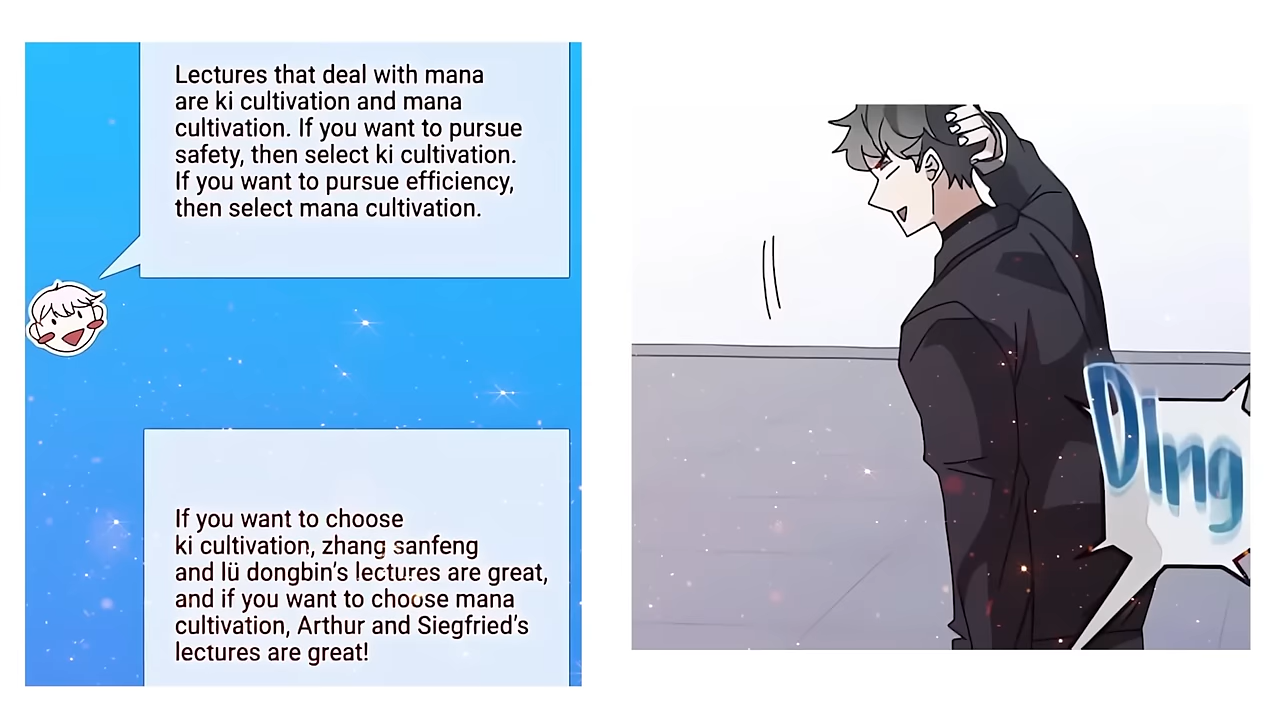 Lectures that deal with mana
are ki cultivation and mana
cultivation. If you want to pursue
safety, then select ki cultivation.
If you want to pursue efficiency,
then select mana cultivation.
If you want to choose
ki cultivation, zhang sanfeng
and lü dongbin's lectures are great,
and if you want to choose mana
cultivation, Arthur and Siegfried's
lectures are great!
Ding